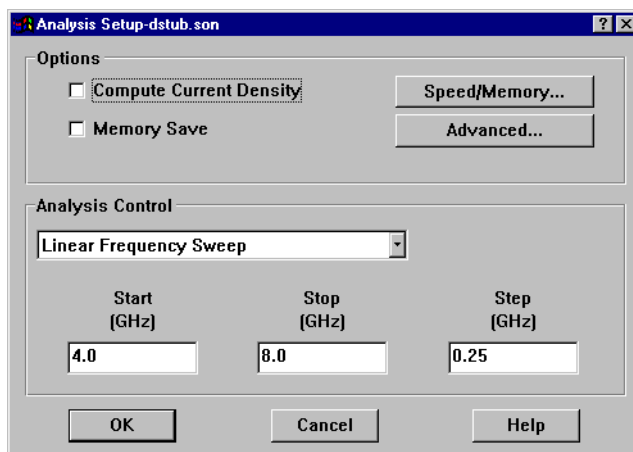 Analysis Setup-dstub.son
Options
Compute Current Density
Speed/Memory...
Memory Save
Advanced...
Analysis Control
Linear Frequency Sweep
Start
(GHz)
Stop
(GHz)
Step
(GHz)
4.0
8.0
0.25
OK
Cancel
Help